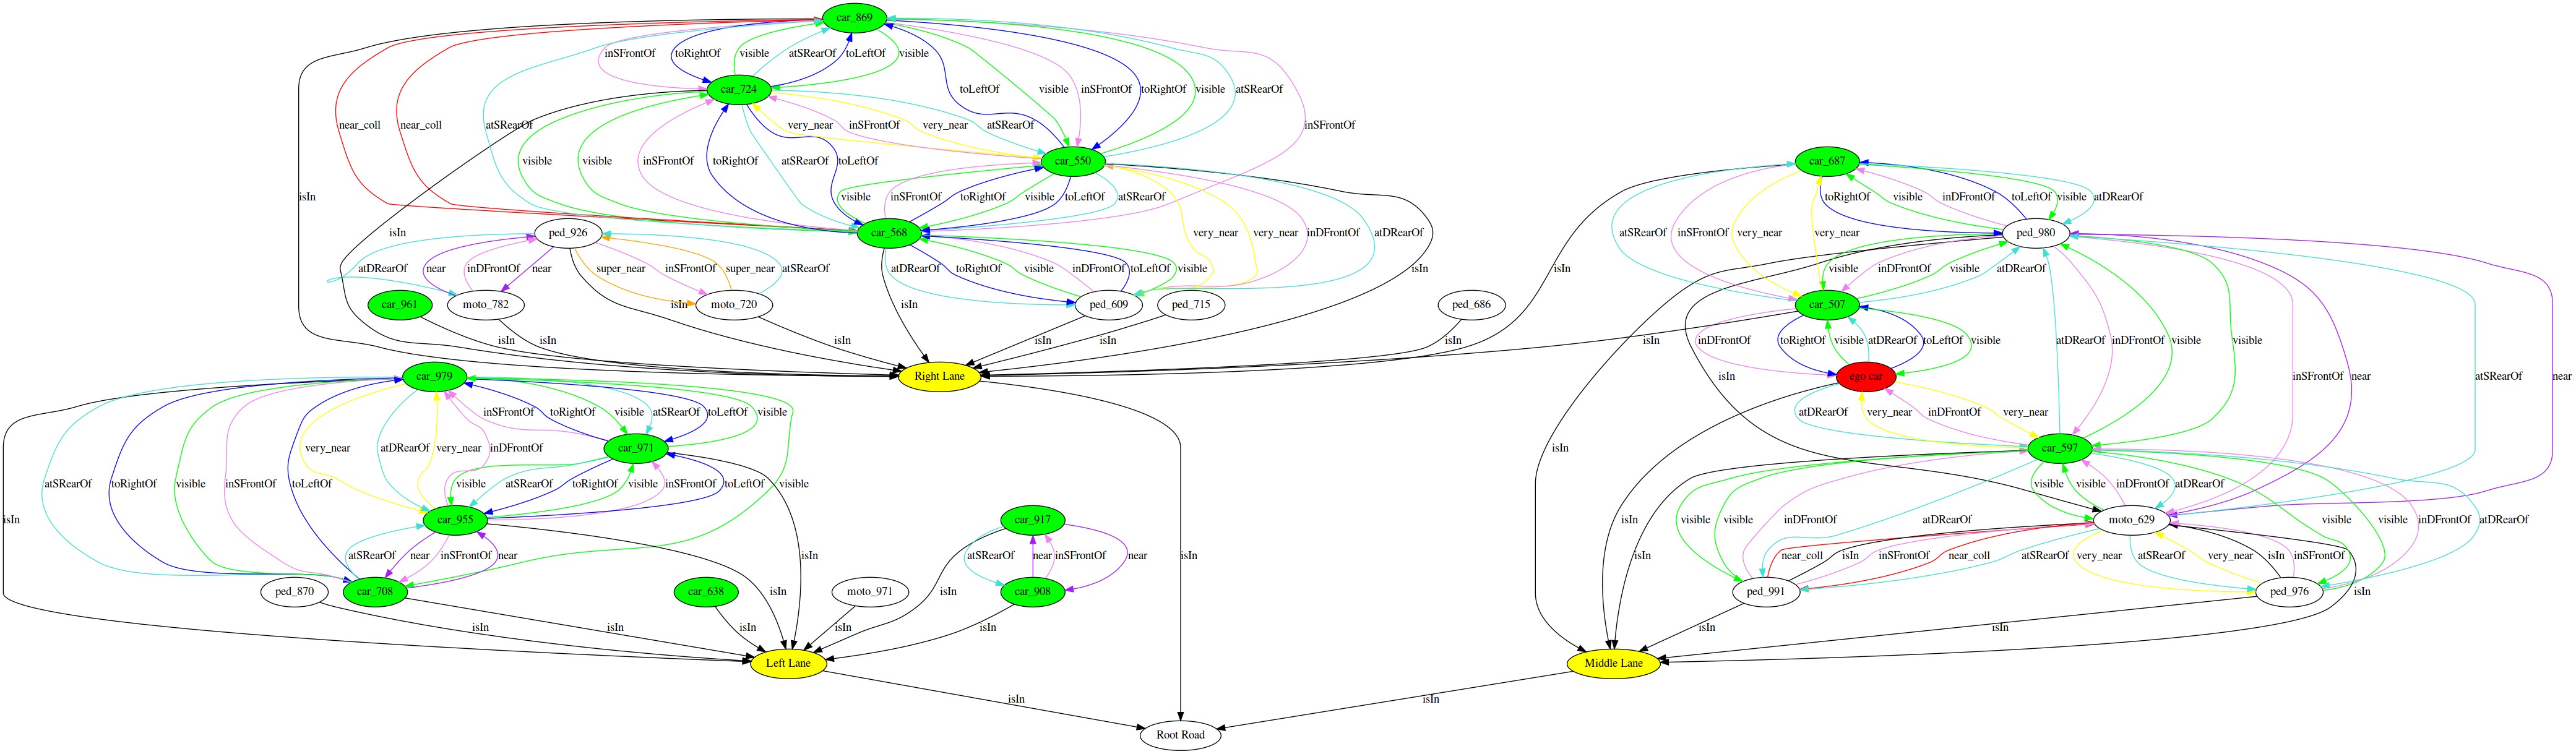 car_869
inSFrontOf toRightOf visible atSRearOf toLeftOf visible
car_724 toLeftOf visible inSFrontOf toRightOf visible atSRearOf
near_coll near_coll atSRearOf very_near inSFrontOf very_near atSRearOf inSFrontOf
visible visible inSFrontOf toRightOf atSRearOf toLeftOf car_550 car_687
isIn visible inSFrontOf toRightOf visible toLeftOf atSRearOf toRightOf visible inDFrontOf toLeftOf visible atDRearOf
isIn ped_926 car_568 very_near very_near inDFrontOf atDRearOf atSRearOf inSFrontOf very_near very_near ped_980
atDRearOf near inDFrontOf near super_near inSFrontOf super_near atSRearOf atDRearOf toRightOf visible inDFrontOf toLeftOf visible isIn isIn visible inDFrontOf visible atDRearOf
car_961 moto_782 isIn moto_720 isIn ped_609 ped_715 ped_686 car_507
isIn isIn isIn isIn isIn isIn inDFrontOf toRightOf visible atDRearOf toLeftOf visible atDRearOf inDFrontOf visible visible
car_979 Right Lane isIn ego car inSFrontOf near atSRearOf near
inSFrontOf toRightOf visible atSRearOf toLeftOf visible atDRearOf very_near inDFrontOf very_near
very_near atDRearOf very_near inDFrontOf car_971 isIn car_597
atSRearOf toRightOf visible inSFrontOf toLeftOf visible atSRearOf toRightOf visible inSFrontOf toLeftOf visible visible visible inDFrontOf atDRearOf
isIn car_955 car_917 isIn visible visible inDFrontOf atDRearOf moto_629 visible visible inDFrontOf atDRearOf
atSRearOf near inSFrontOf near isIn atSRearOf near inSFrontOf near isIn isIn near_coll isIn inSFrontOf near_coll atSRearOf very_near atSRearOf very_near isIn inSFrontOf
ped_870 car_708 car_638 moto_971 isIn car_908 ped_991 ped_976 isIn
isIn isIn isIn isIn isIn isIn isIn
Left Lane Middle Lane
isIn isIn
Root Road